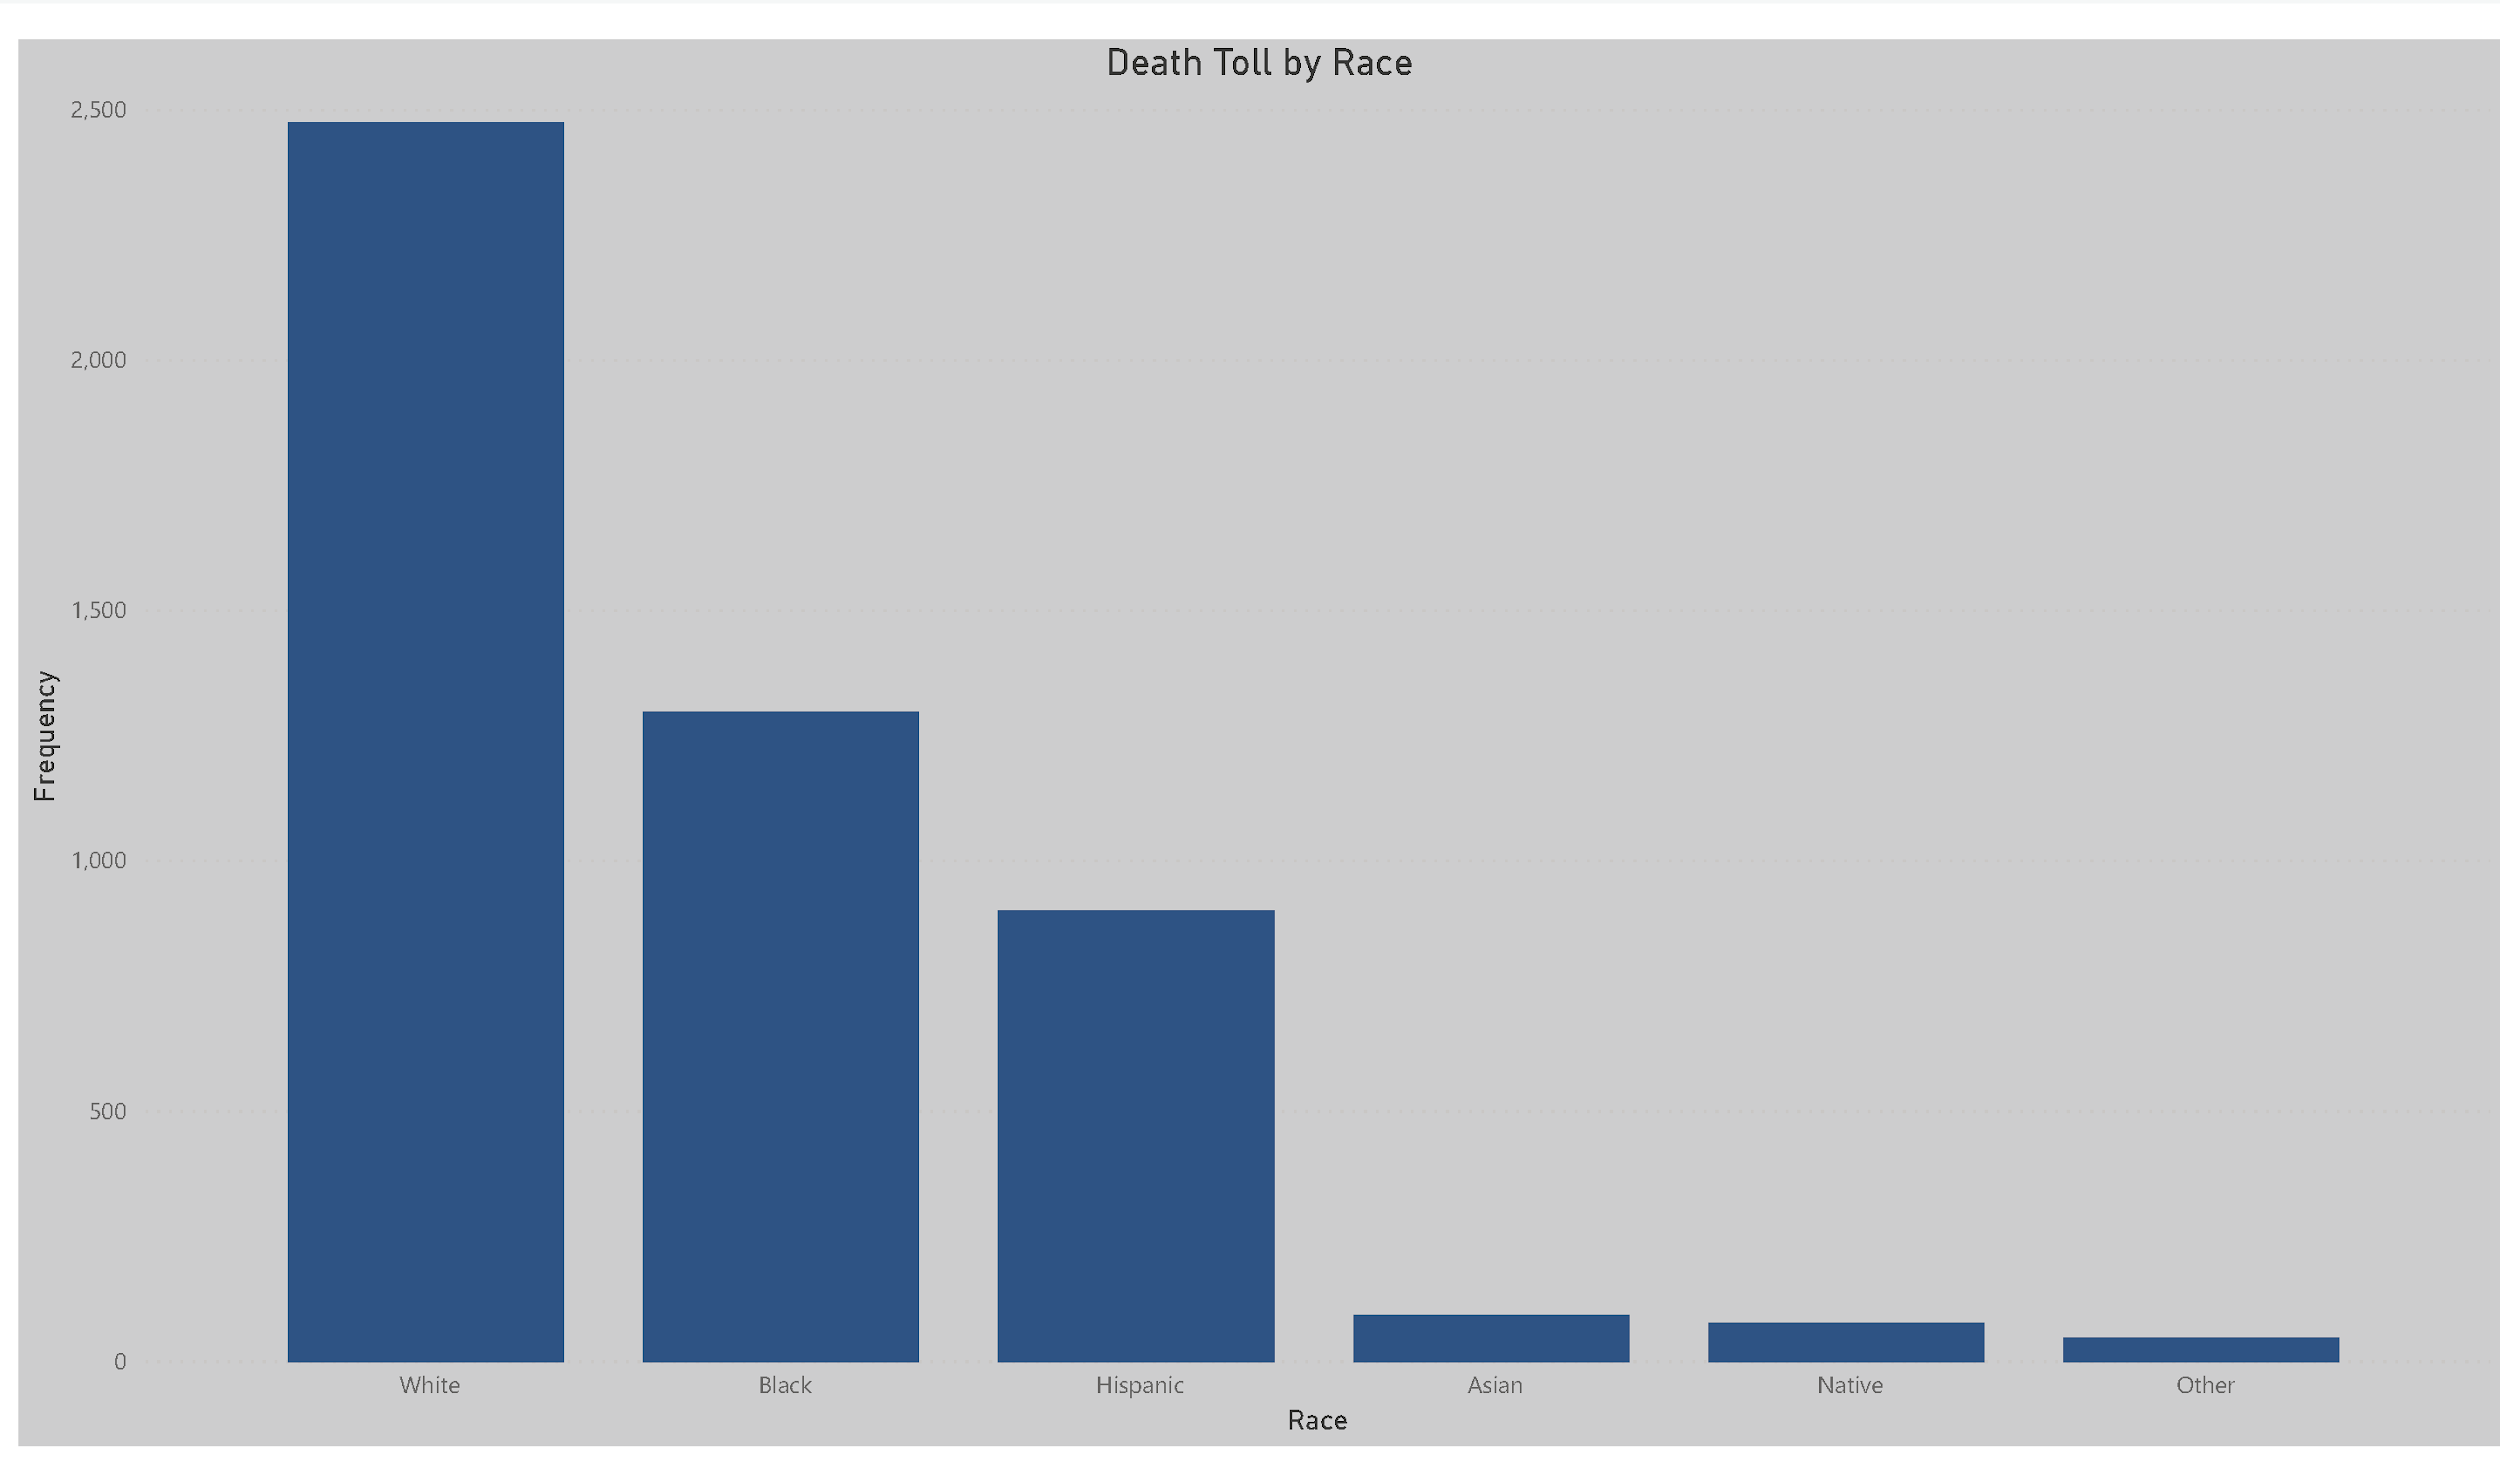 Death Toll by Race
2,500
2,000
1,500
1,000
500
0
Frequency
White
Black
Hispanic
Asian
Native
Other
Race